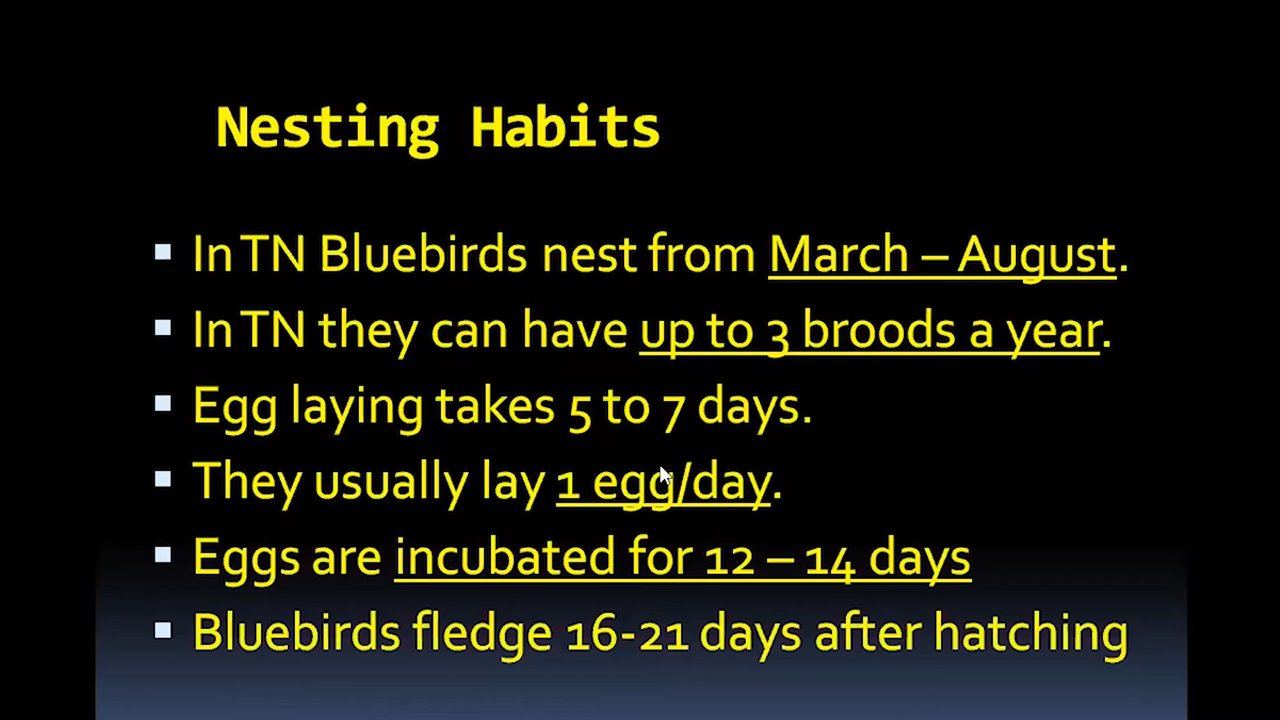 Nesting Habits
In TN Bluebirds nest from March – August.
In TN they can have up to 3 broods a year.
Egg laying takes 5 to 7 days.
They usually lay 1 egg/day.
Eggs are incubated for 12 – 14 days
Bluebirds fledge 16-21 days after hatching